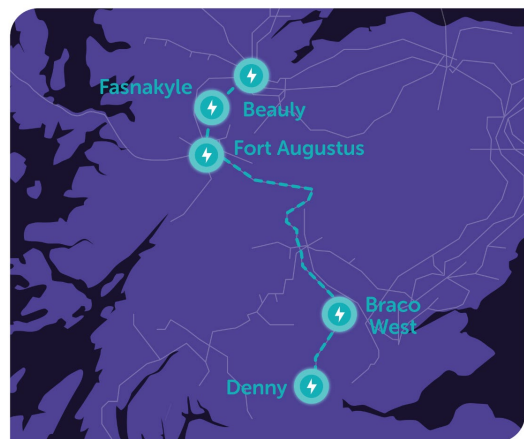 Fasnakyle
Beauly
Fort Augustus
Braco
West
Denny